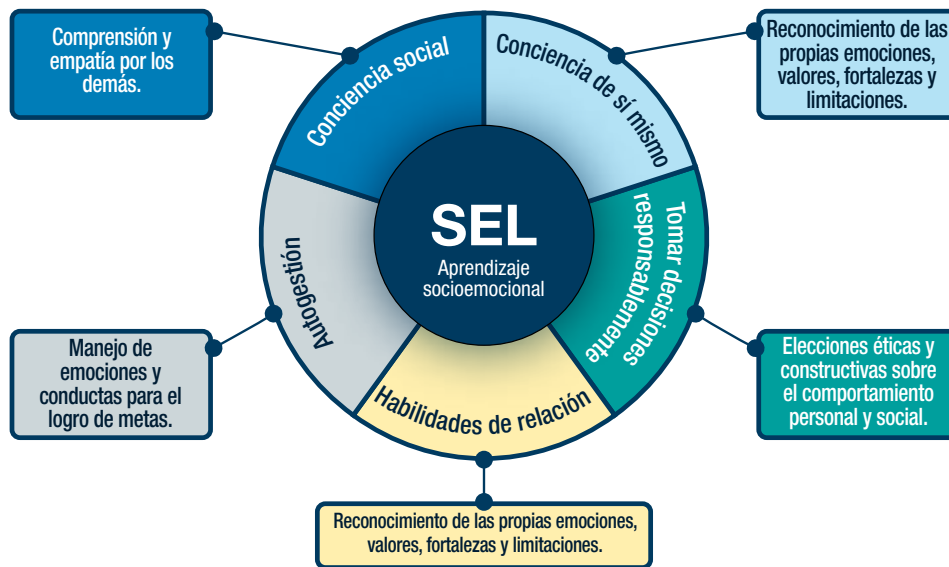 Comprensión y
empatía por los
demás.
Conciencia social
Conciencia de sí mismo
Reconocimiento de las
propias emociones,
valores, fortalezas y
limitaciones.
SEL
Aprendizaje
socioemocional
Autogestión
Tomar decisiones
responsablemente
Habilidades de relación
Manejo de
emociones y
conductas para el
logro de metas.
Elecciones éticas y
constructivas sobre
el comportamiento
personal y social.
Reconocimiento de las propias emociones,
valores, fortalezas y limitaciones.